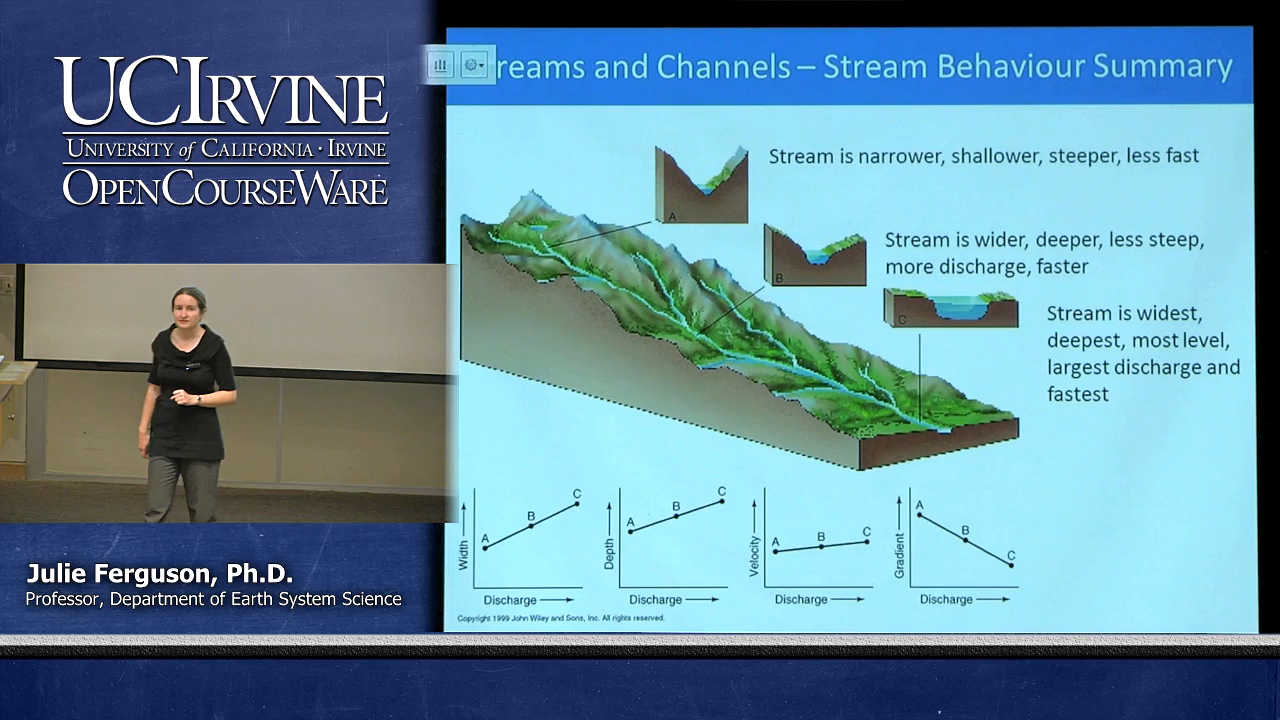 UCIRVINE
UNIVERSITY of CALIFORNIA · IRVINE
OPENCOURSEWARE
reams and Channels – Stream Behaviour Summary
Stream is narrower, shallower, steeper, less fast
A
Stream is wider, deeper, less steep,
more discharge, faster
B
Stream is widest,
deepest, most level,
largest discharge and
fastest
C
Width
A
B
C
Discharge
Depth
A
B
C
Discharge
Velocity
A
B
C
Discharge
Gradient
A
B
C
Discharge
Copyright 1999 John Wiley and Sons, Inc. All rights reserved.
Julie Ferguson, Ph.D.
Professor, Department of Earth System Science